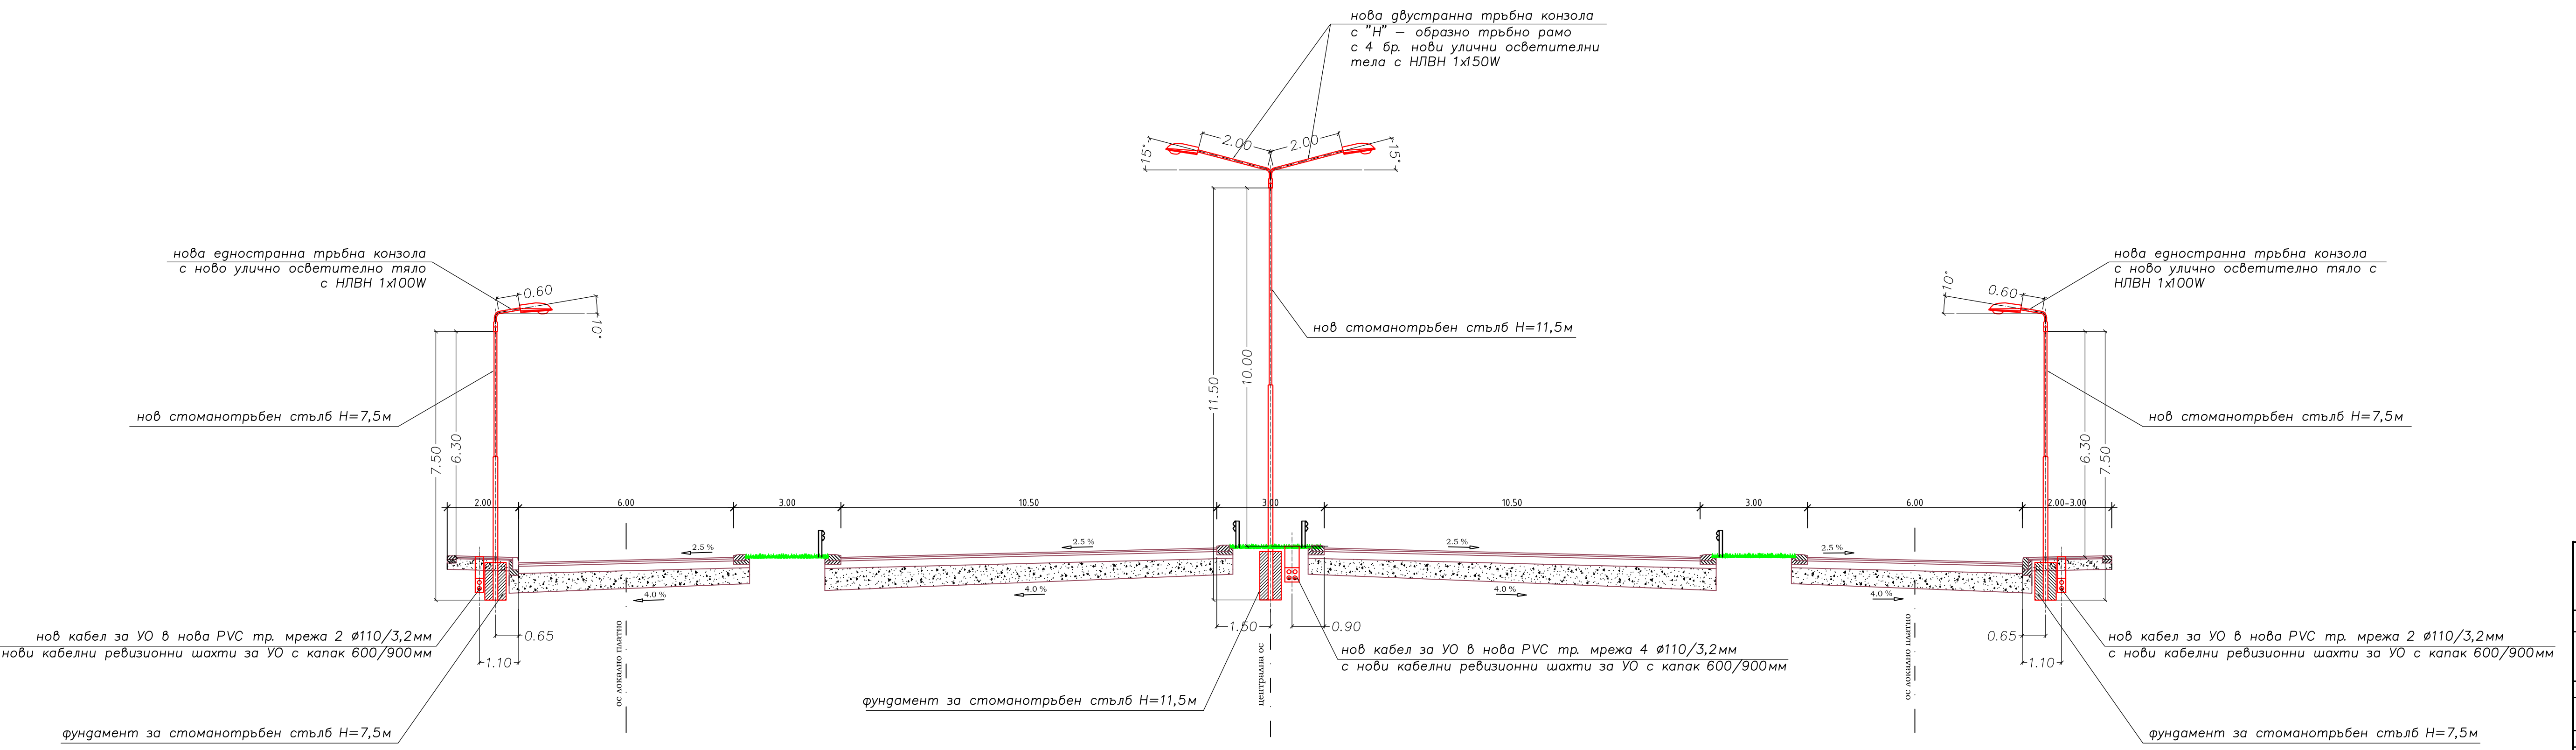 нова двустранна тръбна конзола
с "Н" – образно тръбно рамо
с 4 бр. нови улични осветителни
тела с НЛВН 1x150W
2.00
2.00
15°
15°
нова едностранна тръбна конзола
с ново улично осветително тяло
с НЛВН 1x100W
0.60
10°
нов стоманотръбен стълб Н=7,5м
7.50
6.30
11.50
10.00
нов стоманотръбен стълб Н=11,5м
нова едностранна тръбна конзола
с ново улично осветително тяло с
НЛВН 1x100W
10°
0.60
нов стоманотръбен стълб Н=7,5м
6.30
7.50
2.00
6.00
3.00
10.50
3.00
10.50
3.00
6.00
2.00-3.00
2.5 %
2.5 %
2.5 %
2.5 %
4.0 %
4.0 %
4.0 %
4.0 %
0.65
1.10
1.50
0.90
0.65
1.10
нов кабел за УО в нова PVC тр. мрежа 2 ø110/3,2мм
нови кабелни ревизионни шахти за УО с капак 600/900мм
фундамент за стоманотръбен стълб Н=7,5м
ос локално платно
фундамент за стоманотръбен стълб Н=11,5м
централна ос
нов кабел за УО в нова PVC тр. мрежа 4 ø110/3,2мм
с нови кабелни ревизионни шахти за УО с капак 600/900мм
ос локално платно
нов кабел за УО в нова PVC тр. мрежа 2 ø110/3,2мм
с нови кабелни ревизионни шахти за УО с капак 600/900мм
фундамент за стоманотръбен стълб Н=7,5м